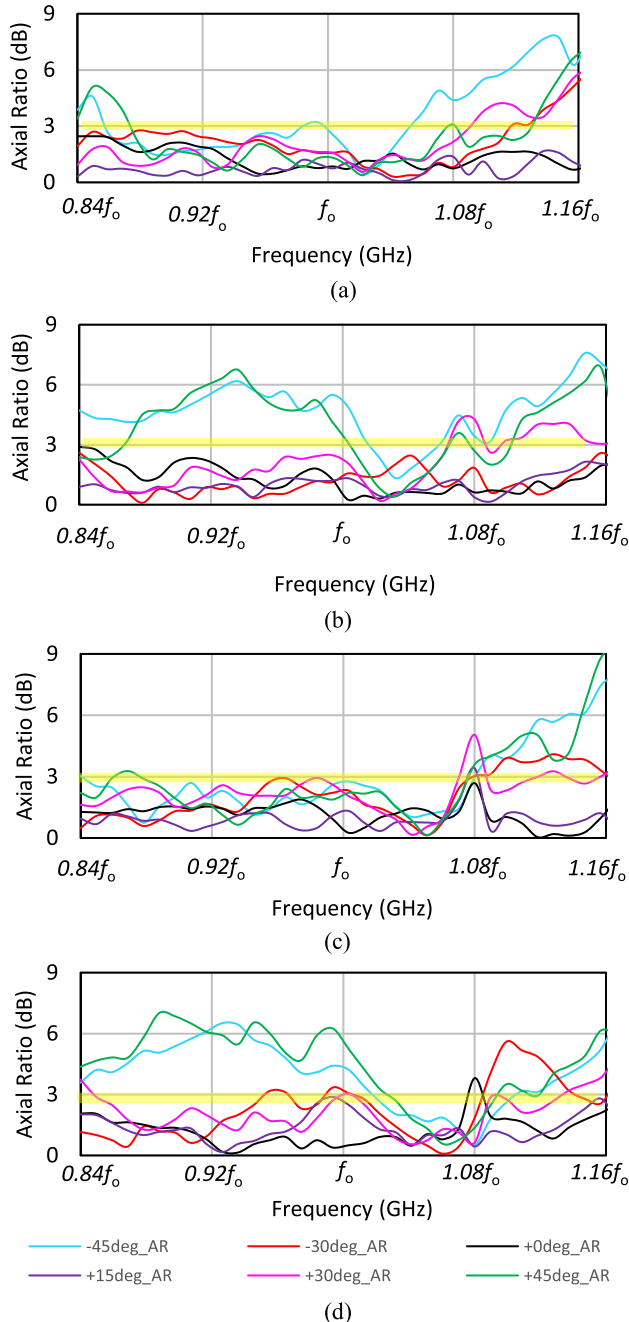 9
6
3
0
Axial Ratio (dB)
0.84fo 0.92fo fo 1.08fo 1.16fo
Frequency (GHz)
(a)
9
6
3
0
Axial Ratio (dB)
0.84fo 0.92fo fo 1.08fo 1.16fo
Frequency (GHz)
(b)
9
6
3
0
Axial Ratio (dB)
0.84fo 0.92fo fo 1.08fo 1.16fo
Frequency (GHz)
(c)
9
6
3
0
Axial Ratio (dB)
0.84fo 0.92fo fo 1.08fo 1.16fo
Frequency (GHz)
-45deg_AR -30deg_AR +0deg_AR
+15deg_AR +30deg_AR +45deg_AR
(d)